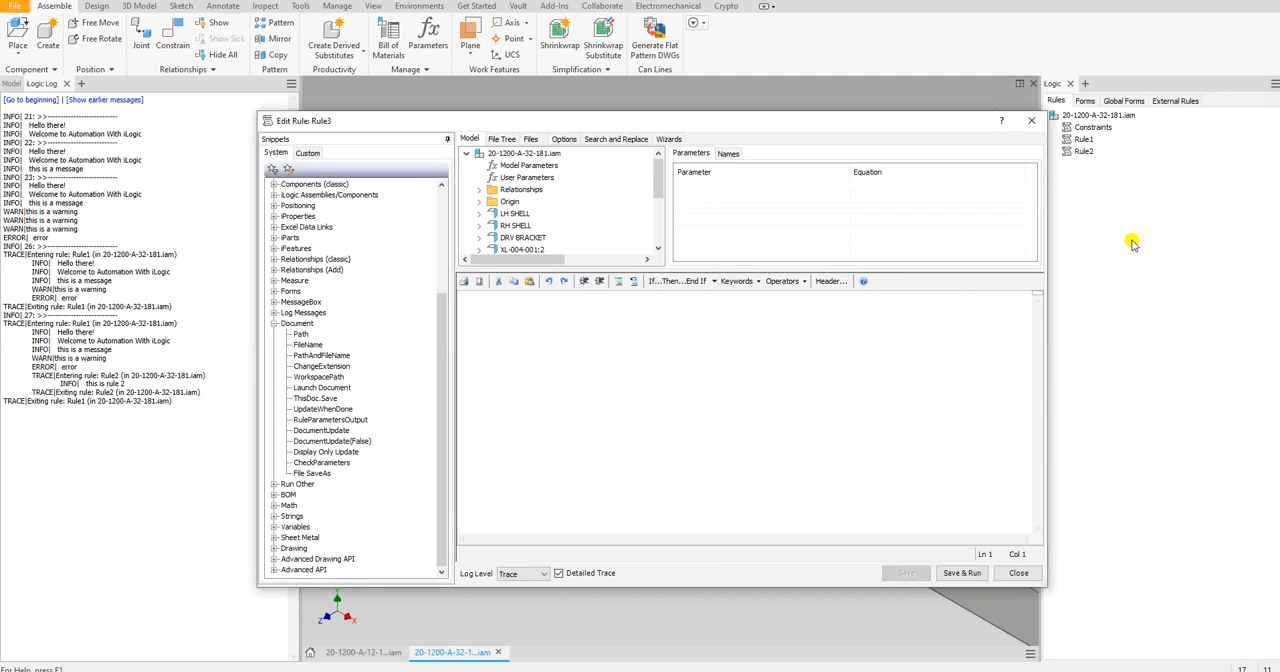 File Assemble Design 3D Model Sketch Annotate Inspect Tools Manage View Environments Get Started Vault Add-Ins Collaborate Electromechanical Crypto
Place Create Free Move Free Rotate Joint Constrain Show Show Sick Hide All Pattern Mirror Copy Create Derived Substitutes Bill of Materials Parameters Plane Axis Point UCS Shrinkwrap Shrinkwrap Substitute Generate Flat Pattern DWGs
Component Position Relationships Pattern Productivity Manage Work Features Simplification Can Lines
Model iLogic Log
[Go to beginning] | [Show earlier messages]
INFO| 21: >>---------------------------
INFO| Hello there!
INFO| Welcome to Automation With iLogic
INFO| 22: >>---------------------------
INFO| Hello there!
INFO| Welcome to Automation With iLogic
INFO| this is a message
INFO| 23: >>---------------------------
INFO| Hello there!
INFO| Welcome to Automation With iLogic
INFO| this is a message
WARN|this is a warning
WARN|this is a warning
WARN|this is a warning
ERROR| error
INFO| 26: >>---------------------------
TRACE|Entering rule: Rule1 (in 20-1200-A-32-181.iam)
INFO| Hello there!
INFO| Welcome to Automation With iLogic
INFO| this is a message
WARN|this is a warning
ERROR| error
TRACE|Exiting rule: Rule1 (in 20-1200-A-32-181.iam)
INFO| 27: >>---------------------------
TRACE|Entering rule: Rule1 (in 20-1200-A-32-181.iam)
INFO| Hello there!
INFO| Welcome to Automation With iLogic
INFO| this is a message
WARN|this is a warning
ERROR| error
TRACE|Entering rule: Rule2 (in 20-1200-A-32-181.iam)
INFO| this is rule 2
TRACE|Exiting rule: Rule2 (in 20-1200-A-32-181.iam)
TRACE|Exiting rule: Rule1 (in 20-1200-A-32-181.iam)
Edit Rule: Rule3
Snippets
System Custom
Components (classic)
iLogic Assemblies/Components
Positioning
iProperties
Excel Data Links
iParts
iFeatures
Relationships (classic)
Relationships (Add)
Measure
Forms
MessageBox
Log Messages
Document
Path
FileName
PathAndFileName
ChangeExtension
WorkspacePath
Launch Document
ThisDoc.Save
UpdateWhenDone
RuleParametersOutput
DocumentUpdate
DocumentUpdate(False)
Display Only Update
CheckParameters
File SaveAs
Run Other
BOM
Math
Strings
Variables
Sheet Metal
Drawing
Advanced Drawing API
Advanced API
Model File Tree Files Options Search and Replace Wizards
20-1200-A-32-181.iam
Model Parameters
User Parameters
Relationships
Origin
LH SHELL
RH SHELL
DRV BRACKET
XL-004-001:2
Parameters Names
Parameter Equation
If...Then...End If Keywords Operators Header...
Ln 1 Col 1
Log Level Trace Detailed Trace Save Save & Run Close
iLogic
Rules Forms Global Forms External Rules
20-1200-A-32-181.iam
Constraints
Rule1
Rule2
Z X
20-1200-A-12-1...iam 20-1200-A-32-1...iam
For Help, press F1 17 11